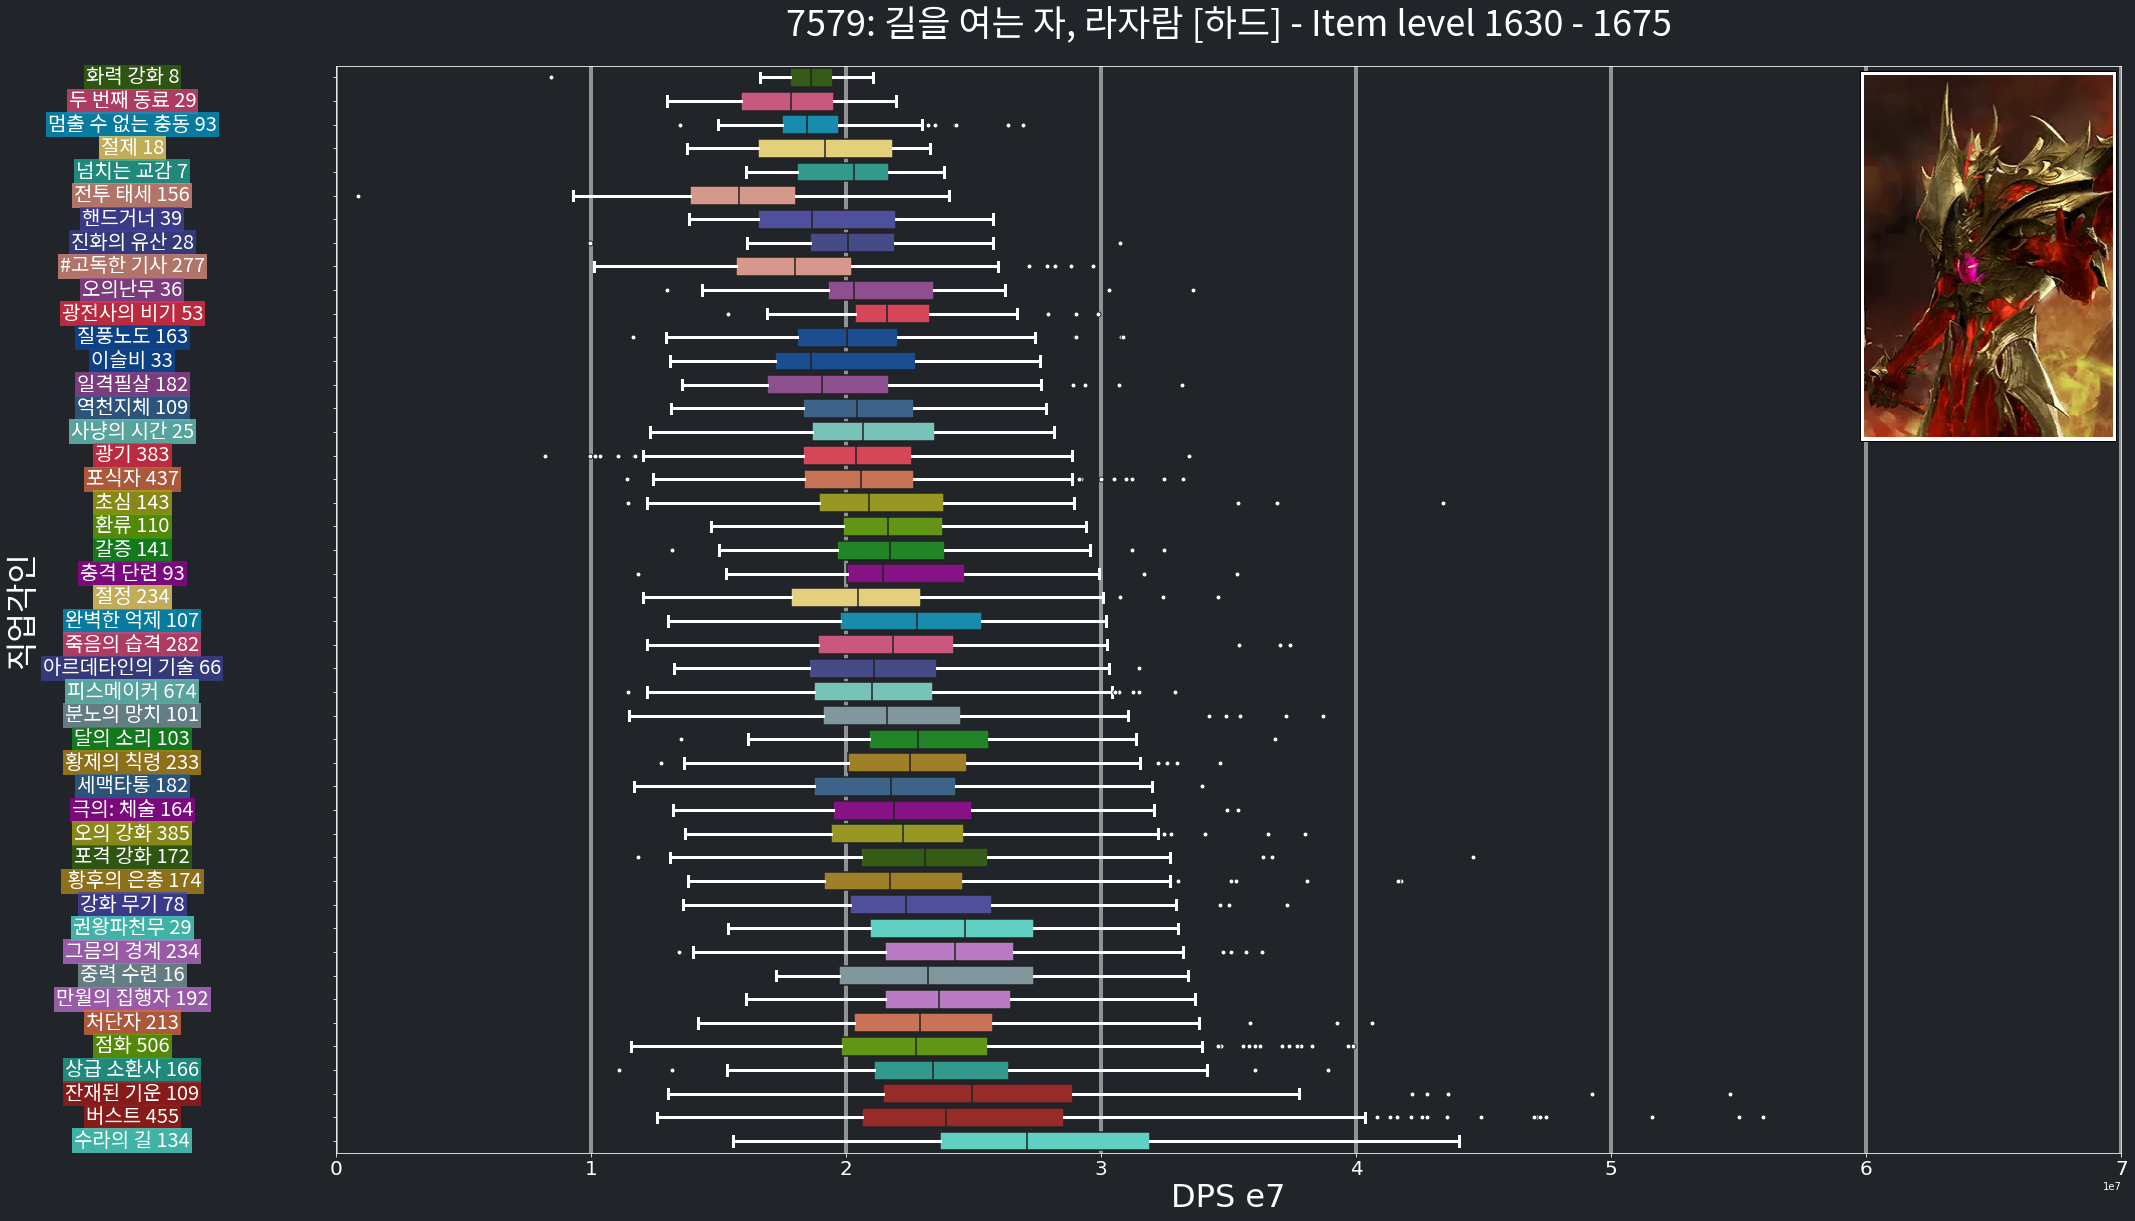 7579: 길을 여는 자, 라자람 [하드] - Item level 1630 - 1675
화력 강화 8
두 번째 동료 29
멈출 수 없는 충동 93
절제 18
넘치는 교감 7
전투 태세 156
핸드거너 39
진화의 유산 28
#고독한 기사 277
오의난무 36
광전사의 비기 53
질풍노도 163
이슬비 33
일격필살 182
역천지체 109
사냥의 시간 25
광기 383
포식자 437
초심 143
환류 110
갈증 141
충격 단련 93
절정 234
완벽한 억제 107
죽음의 습격 282
아르데타인의 기술 66
피스메이커 674
분노의 망치 101
달의 소리 103
황제의 칙령 233
세맥타통 182
극의: 체술 164
오의 강화 385
포격 강화 172
황후의 은총 174
강화 무기 78
권왕파천무 29
그믐의 경계 234
중력 수련 16
만월의 집행자 192
처단자 213
점화 506
상급 소환사 166
잔재된 기운 109
버스트 455
수라의 길 134
직업각인
0 1 2 3 4 5 6 7
1e7
DPS e7